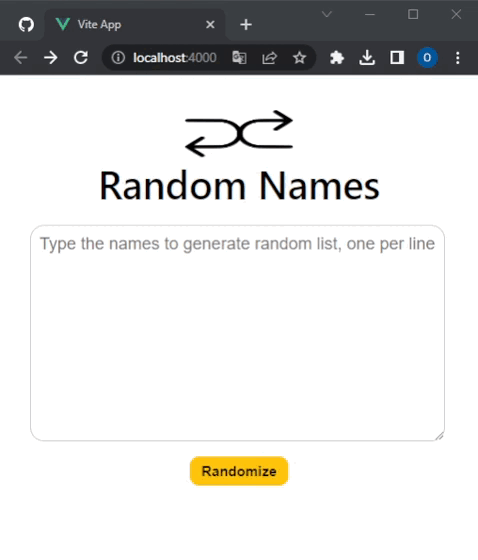 Vite App
localhost:4000
O
Random Names
Type the names to generate random list, one per line
Randomize